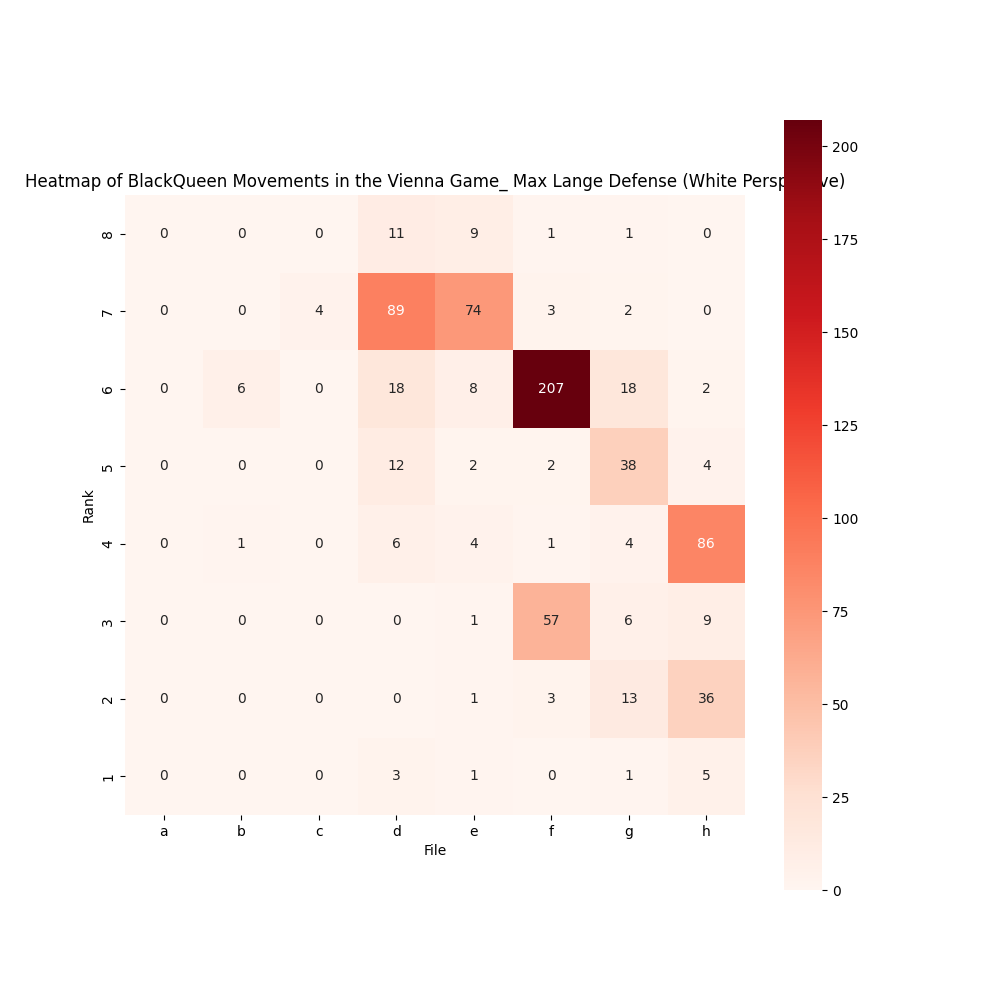 Heatmap of BlackQueen Movements in the Vienna Game_ Max Lange Defense (White
200
8 0 0 0 11 9 1 1 0
175
7 0 0 4 89 74 3 2 0
150
6 0 6 0 18 8 207 18 2
125
5 0 0 0 12 2 2 38 4
Rank
100
4 0 1 0 6 4 1 4 86
75
3 0 0 0 0 1 57 6 9
50
2 0 0 0 0 1 3 13 36
25
1 0 0 0 3 1 0 1 5
a b c d e f g h
File
0